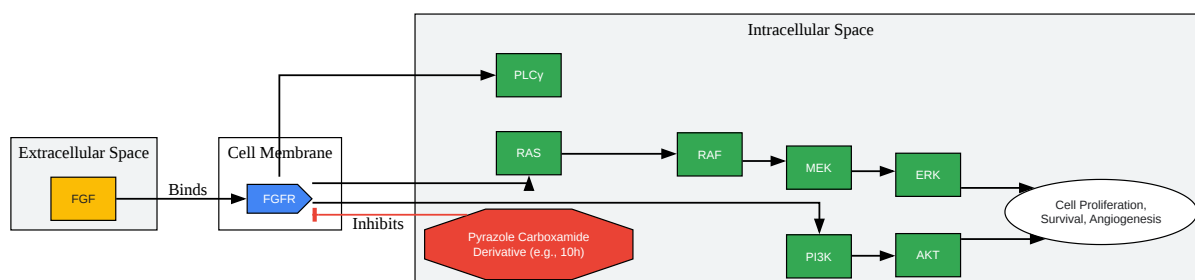 Intracellular Space
PLCγ
Extracellular Space
Cell Membrane
FGF
Binds
FGFR
Inhibits
RAS
RAF
MEK
ERK
Pyrazole Carboxamide
Derivative (e.g., 10h)
PI3K
AKT
Cell Proliferation,
Survival, Angiogenesis